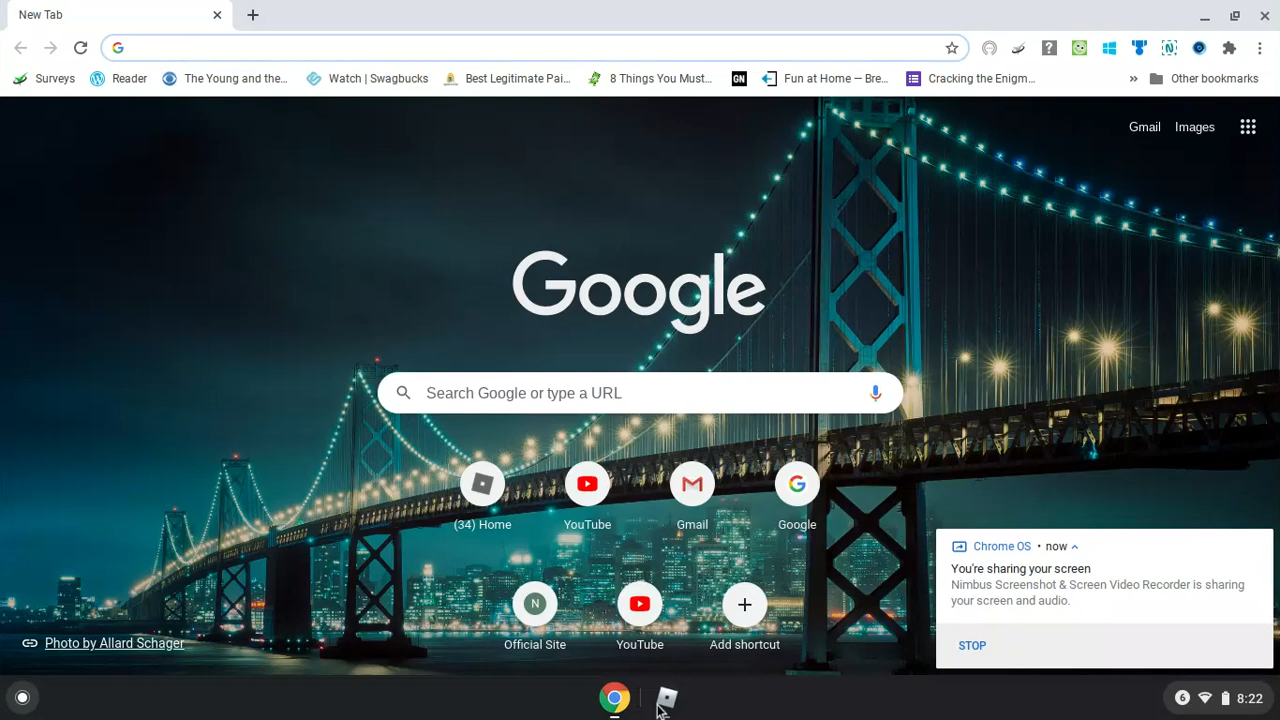 New Tab
Surveys
Reader
The Young and the...
Watch | Swagbucks
Best Legitimate Pai...
8 Things You Must...
GN
Fun at Home — Bre...
Cracking the Enigm...
»
Other bookmarks
Gmail
Images
Google
Search Google or type a URL
(34) Home
YouTube
Gmail
Google
N
Official Site
YouTube
Add shortcut
Photo by Allard Schager
Chrome OS • now
You're sharing your screen
Nimbus Screenshot & Screen Video Recorder is sharing
your screen and audio.
STOP
6
8:22